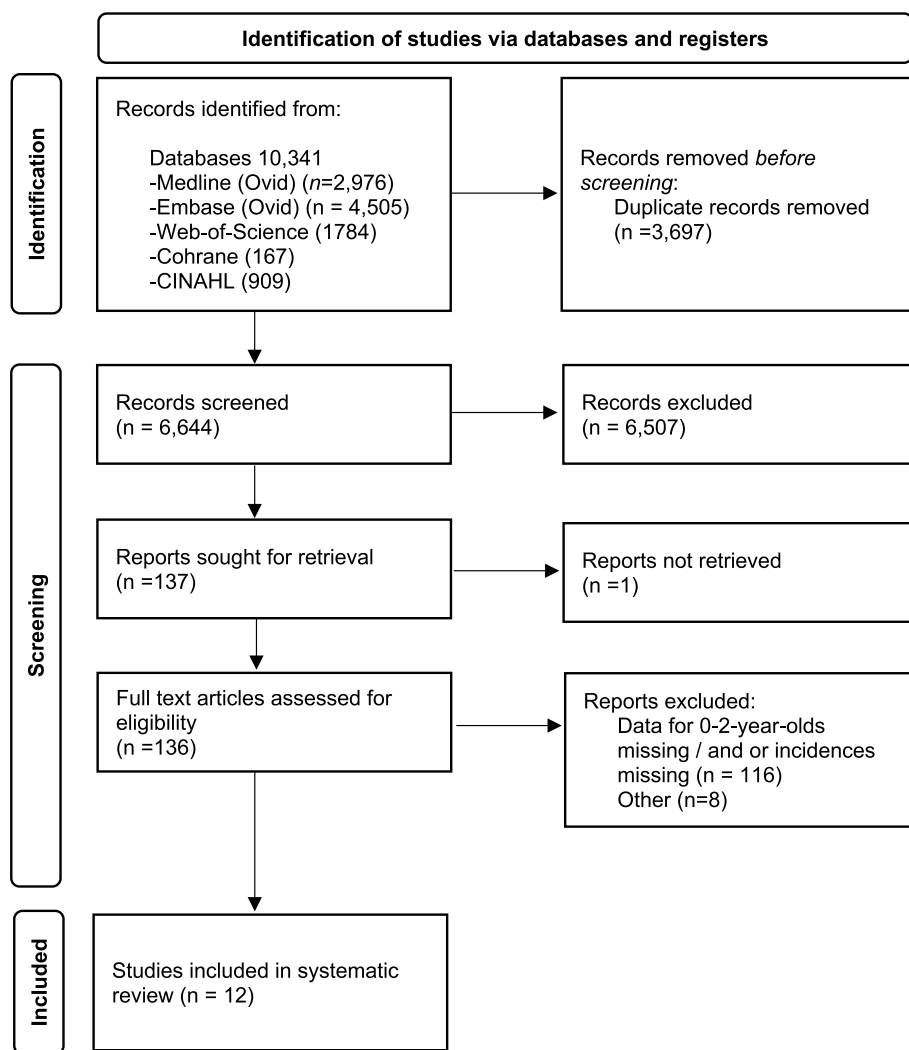 Identification of studies via databases and registers
Identification
Records identified from:
Databases 10,341
-Medline (Ovid) (n=2,976)
-Embase (Ovid) (n = 4,505)
-Web-of-Science (1784)
-Cohrane (167)
-CINAHL (909)
Records removed before
screening:
Duplicate records removed
(n =3,697)
Screening
Records screened
(n = 6,644)
Records excluded
(n = 6,507)
Reports sought for retrieval
(n =137)
Reports not retrieved
(n =1)
Full text articles assessed for
eligibility
(n =136)
Reports excluded:
Data for 0-2-year-olds
missing / and or incidences
missing (n = 116)
Other (n=8)
Included
Studies included in systematic
review (n = 12)